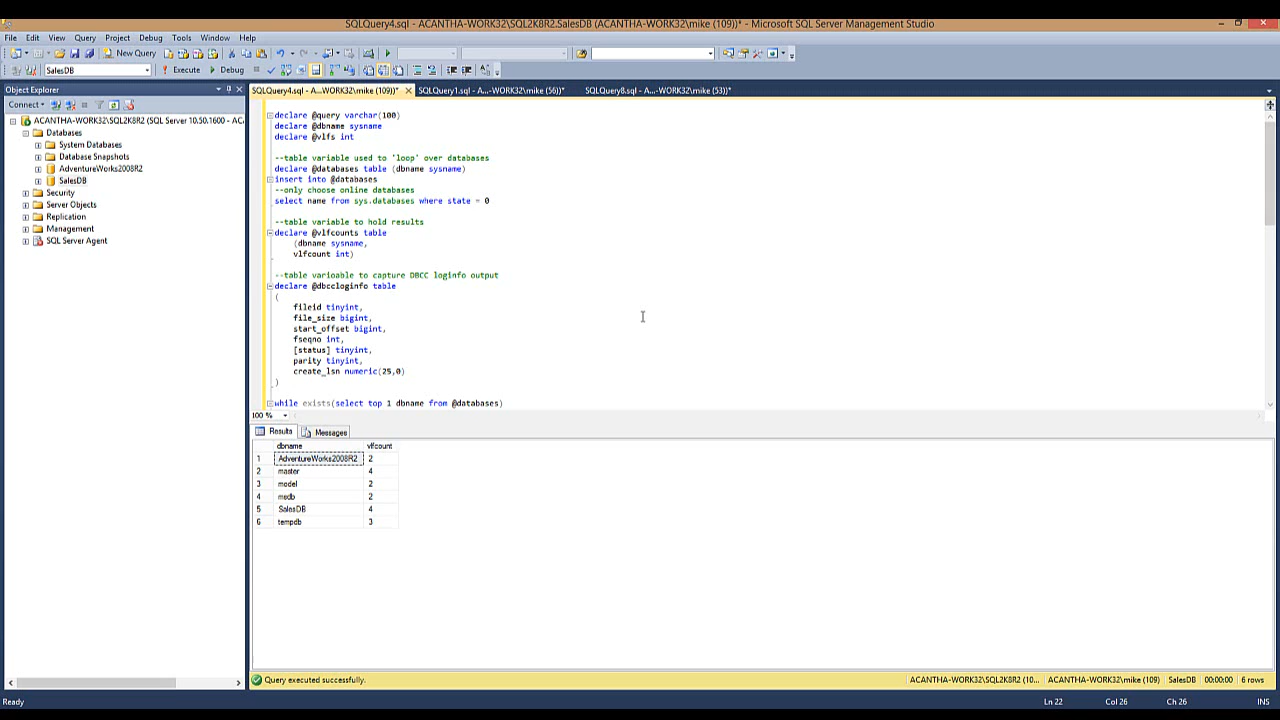 SQLQuery4.sql - ACANTHA-WORK32\SQL2K8R2.SalesDB (ACANTHA-WORK32\mike (109))* - Microsoft SQL Server Management Studio
File Edit View Query Project Debug Tools Window Help
New Query
SalesDB Execute Debug
Object Explorer
Connect
ACANTHA-WORK32\SQL2K8R2 (SQL Server 10.50.1600 - AC
Databases
System Databases
Database Snapshots
AdventureWorks2008R2
SalesDB
Security
Server Objects
Replication
Management
SQL Server Agent
SQLQuery4.sql - A...WORK32\mike (109))* SQLQuery1.sql - A...-WORK32\mike (56))* SQLQuery8.sql - A...-WORK32\mike (53))*
declare @query varchar(100)
declare @dbname sysname
declare @vlfs int
--table variable used to 'loop' over databases
declare @databases table (dbname sysname)
insert into @databases
--only choose online databases
select name from sys.databases where state = 0
--table variable to hold results
declare @vlfcounts table
(dbname sysname,
vlfcount int)
--table varioable to capture DBCC loginfo output
declare @dbccloginfo table
(
fileid tinyint,
file_size bigint,
start_offset bigint,
fseqno int,
[status] tinyint,
parity tinyint,
create_lsn numeric(25,0)
)
while exists(select top 1 dbname from @databases)
100 %
Results Messages
dbname vlfcount
1 AdventureWorks2008R2 2
2 master 4
3 model 2
4 msdb 2
5 SalesDB 4
6 tempdb 3
Query executed successfully. ACANTHA-WORK32\SQL2K8R2 (10... ACANTHA-WORK32\mike (109) SalesDB 00:00:00 6 rows
Ready Ln 22 Col 26 Ch 26 INS